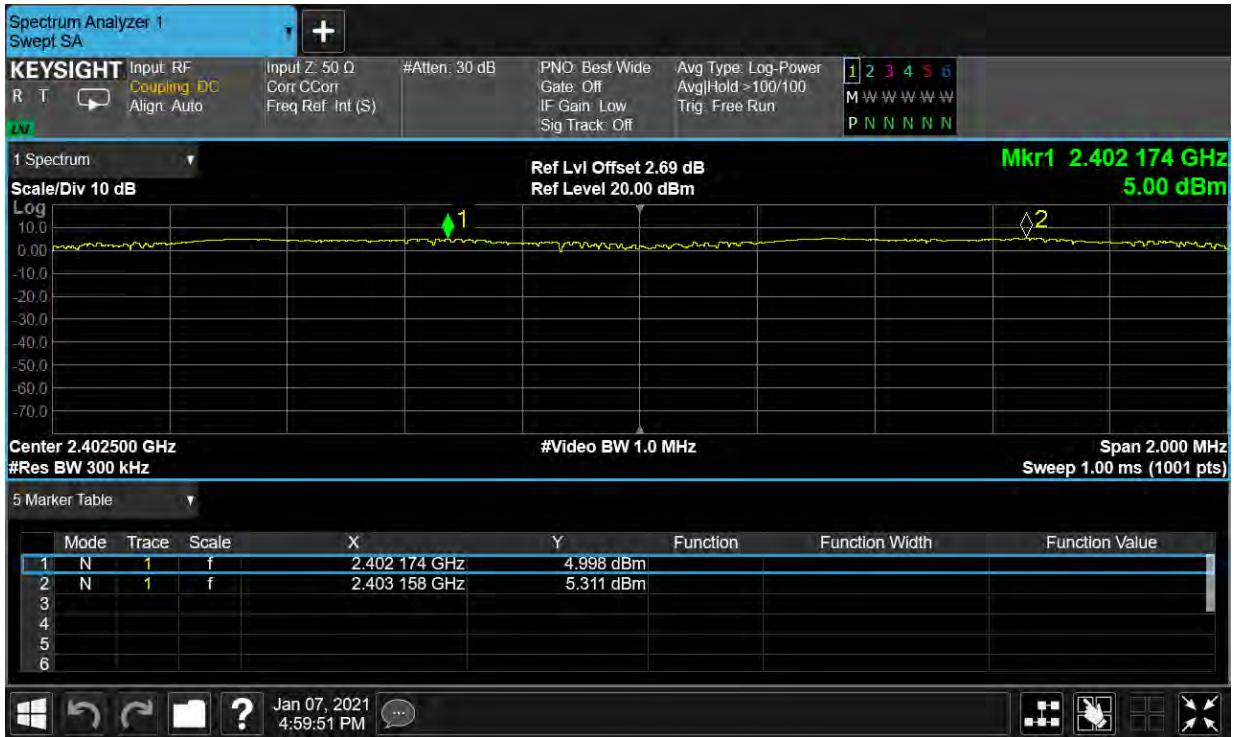 Spectrum Analyzer 1
Swept SA
+
KEYSIGHT Input: RF
R T Coupling: DC
Align: Auto
LXI
Input Z: 50 Ω
Corr CCorr
Freq Ref: Int (S)
#Atten: 30 dB
PNO: Best Wide
Gate: Off
IF Gain: Low
Sig Track: Off
Avg Type: Log-Power
Avg|Hold >100/100
Trig: Free Run
1 2 3 4 5 6
M W W W W W
P N N N N N N
1 Spectrum
Ref Lvl Offset 2.69 dB
Mkr1 2.402 174 GHz
Scale/Div 10 dB
Ref Level 20.00 dBm
5.00 dBm
Log
1
2
10.0
0.00
-10.0
-20.0
-30.0
-40.0
-50.0
-60.0
-70.0
Center 2.402500 GHz
#Video BW 1.0 MHz
Span 2.000 MHz
#Res BW 300 kHz
Sweep 1.00 ms (1001 pts)
5 Marker Table
Mode Trace Scale X Y Function Function Width Function Value
1 N 1 f 2.402 174 GHz 4.998 dBm
2 N 1 f 2.403 158 GHz 5.311 dBm
3
4
5
6
?
Jan 07, 2021
4:59:51 PM